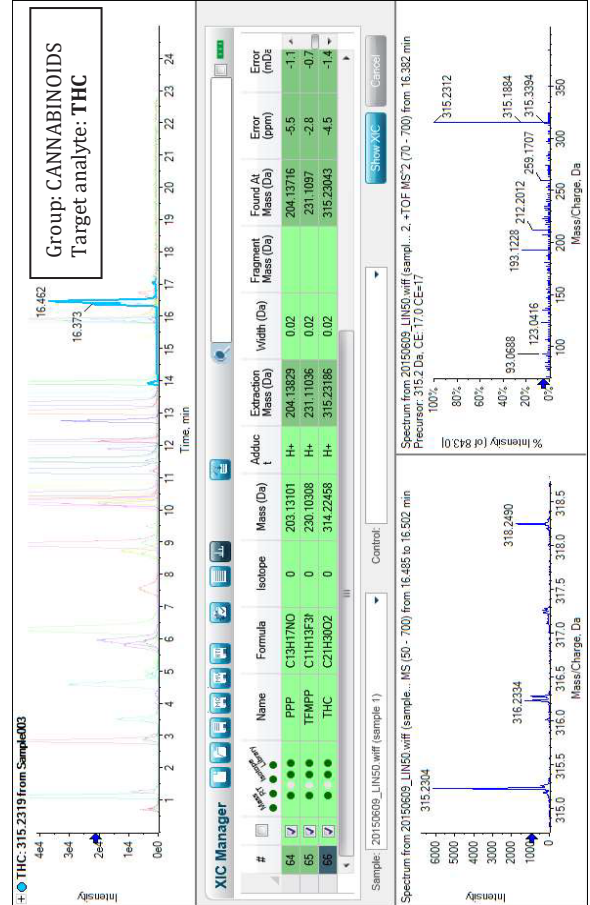 THC: 315.2319 from Sample003
Group: CANNABINOIDS
Target analyte: THC
Intensity
4e4
3e4
2e4
1e4
0e0
16.462
16.373
1 2 3 4 5 6 7 8 9 10 11 12 13 14 15 16 17 18 19 20 21 22 23 24
Time, min
XIC Manager
# Mass RT Isotope Library Name Formula Isotope Mass (Da) Adduct Extraction Mass (Da) Width (Da) Fragment Mass (Da) Found At Mass (Da) Error (ppm) Error (mDa
64 PPP C13H17NO 0 203.13101 H+ 204.13829 0.02 204.13716 -5.5 -1.1
65 TFMPP C11H13F3I 0 230.10308 H+ 231.11036 0.02 231.1097 -2.8 -0.7
66 THC C21H30O2 0 314.22458 H+ 315.23186 0.02 315.23043 -4.5 -1.4
Sample: 20150609_LIN50.wiff (sample 1) Control: Show XIC Cancel
Spectrum from 20150609_LIN50.wiff (sample... MS (50 - 700) from 16.485 to 16.502 min
Intensity
6000
5000
4000
3000
2000
1000
0
315.2304
316.2334
318.2490
315.0 315.5 316.0 316.5 317.0 317.5 318.0 318.5
Mass/Charge, Da
Spectrum from 20150609_LIN50.wiff (sampl... 2, +TOF MS^2 (70 - 700) from 16.382 min
Precursor: 315.2 Da, CE: 17.0 CE=17
% Intensity (of 843.0)
100%
80%
60%
40%
20%
0%
93.0688
123.0416
193.1228
212.2012
259.1707
315.2312
315.1884
315.3394
100 150 200 250 300 350
Mass/Charge, Da